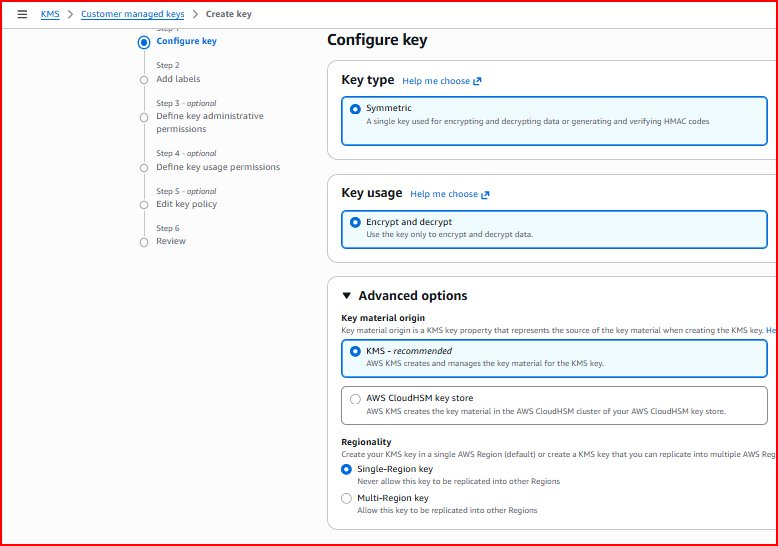 KMS > Customer managed keys > Create key
Step 1
Configure key
Step 2
Add labels
Step 3 - optional
Define key administrative
permissions
Step 4 - optional
Define key usage permissions
Step 5 - optional
Edit key policy
Step 6
Review
Configure key
Key type Help me choose
Symmetric
A single key used for encrypting and decrypting data or generating and verifying HMAC codes
Key usage Help me choose
Encrypt and decrypt
Use the key only to encrypt and decrypt data.
Advanced options
Key material origin
Key material origin is a KMS key property that represents the source of the key material when creating the KMS key. He
KMS - recommended
AWS KMS creates and manages the key material for the KMS key.
AWS CloudHSM key store
AWS KMS creates the key material in the AWS CloudHSM cluster of your AWS CloudHSM key store.
Regionality
Create your KMS key in a single AWS Region (default) or create a KMS key that you can replicate into multiple AWS Reg
Single-Region key
Never allow this key to be replicated into other Regions
Multi-Region key
Allow this key to be replicated into other Regions